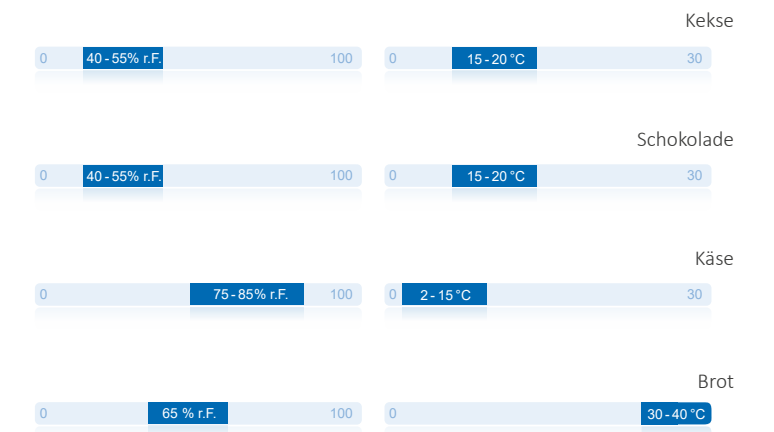 Kekse
0 40-55% r.F. 100 0 15-20 °C 30
Schokolade
0 40-55% r.F. 100 0 15-20 °C 30
Käse
0 75-85% r.F. 100 0 2-15 °C 30
Brot
0 65 % r.F. 100 0 30-40 °C